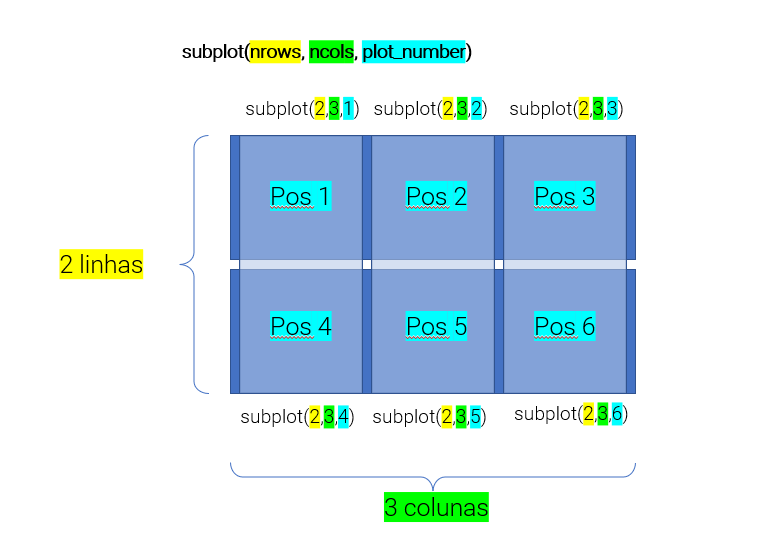 subplot(nrows, ncols, plot_number)
subplot(2,3,1) subplot(2,3,2) subplot(2,3,3)
Pos 1 Pos 2 Pos 3
2 linhas
Pos 4 Pos 5 Pos 6
subplot(2,3,4) subplot(2,3,5) subplot(2,3,6)
3 colunas